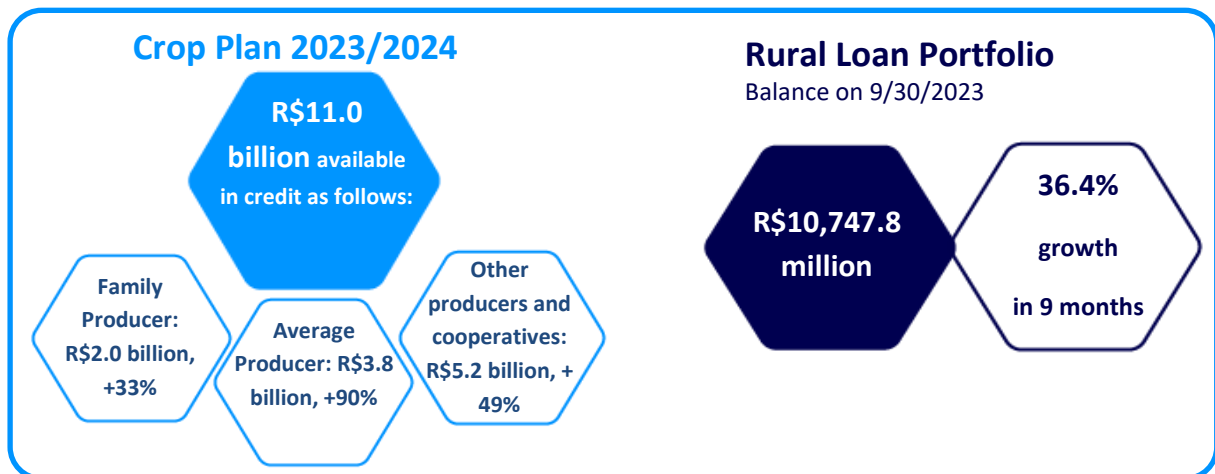 Crop Plan 2023/2024
R$11.0
billion available
in credit as follows:
Family
Producer:
R$2.0 billion,
+33%
Average
Producer: R$3.8
billion, +90%
Other
producers and
cooperatives:
R$5.2 billion, +
49%
Rural Loan Portfolio
Balance on 9/30/2023
R$10,747.8
million
36.4%
growth
in 9 months